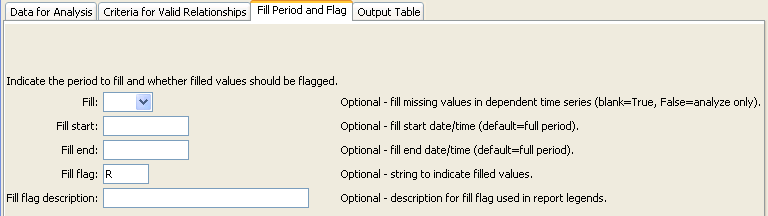 Data for Analysis Criteria for Valid Relationships Fill Period and Flag Output Table
Indicate the period to fill and whether filled values should be flagged.
Fill: Optional - fill missing values in dependent time series (blank=True, False=analyze only).
Fill start: Optional - fill start date/time (default=full period).
Fill end: Optional - fill end date/time (default=full period).
Fill flag: R Optional - string to indicate filled values.
Fill flag description: Optional - description for fill flag used in report legends.